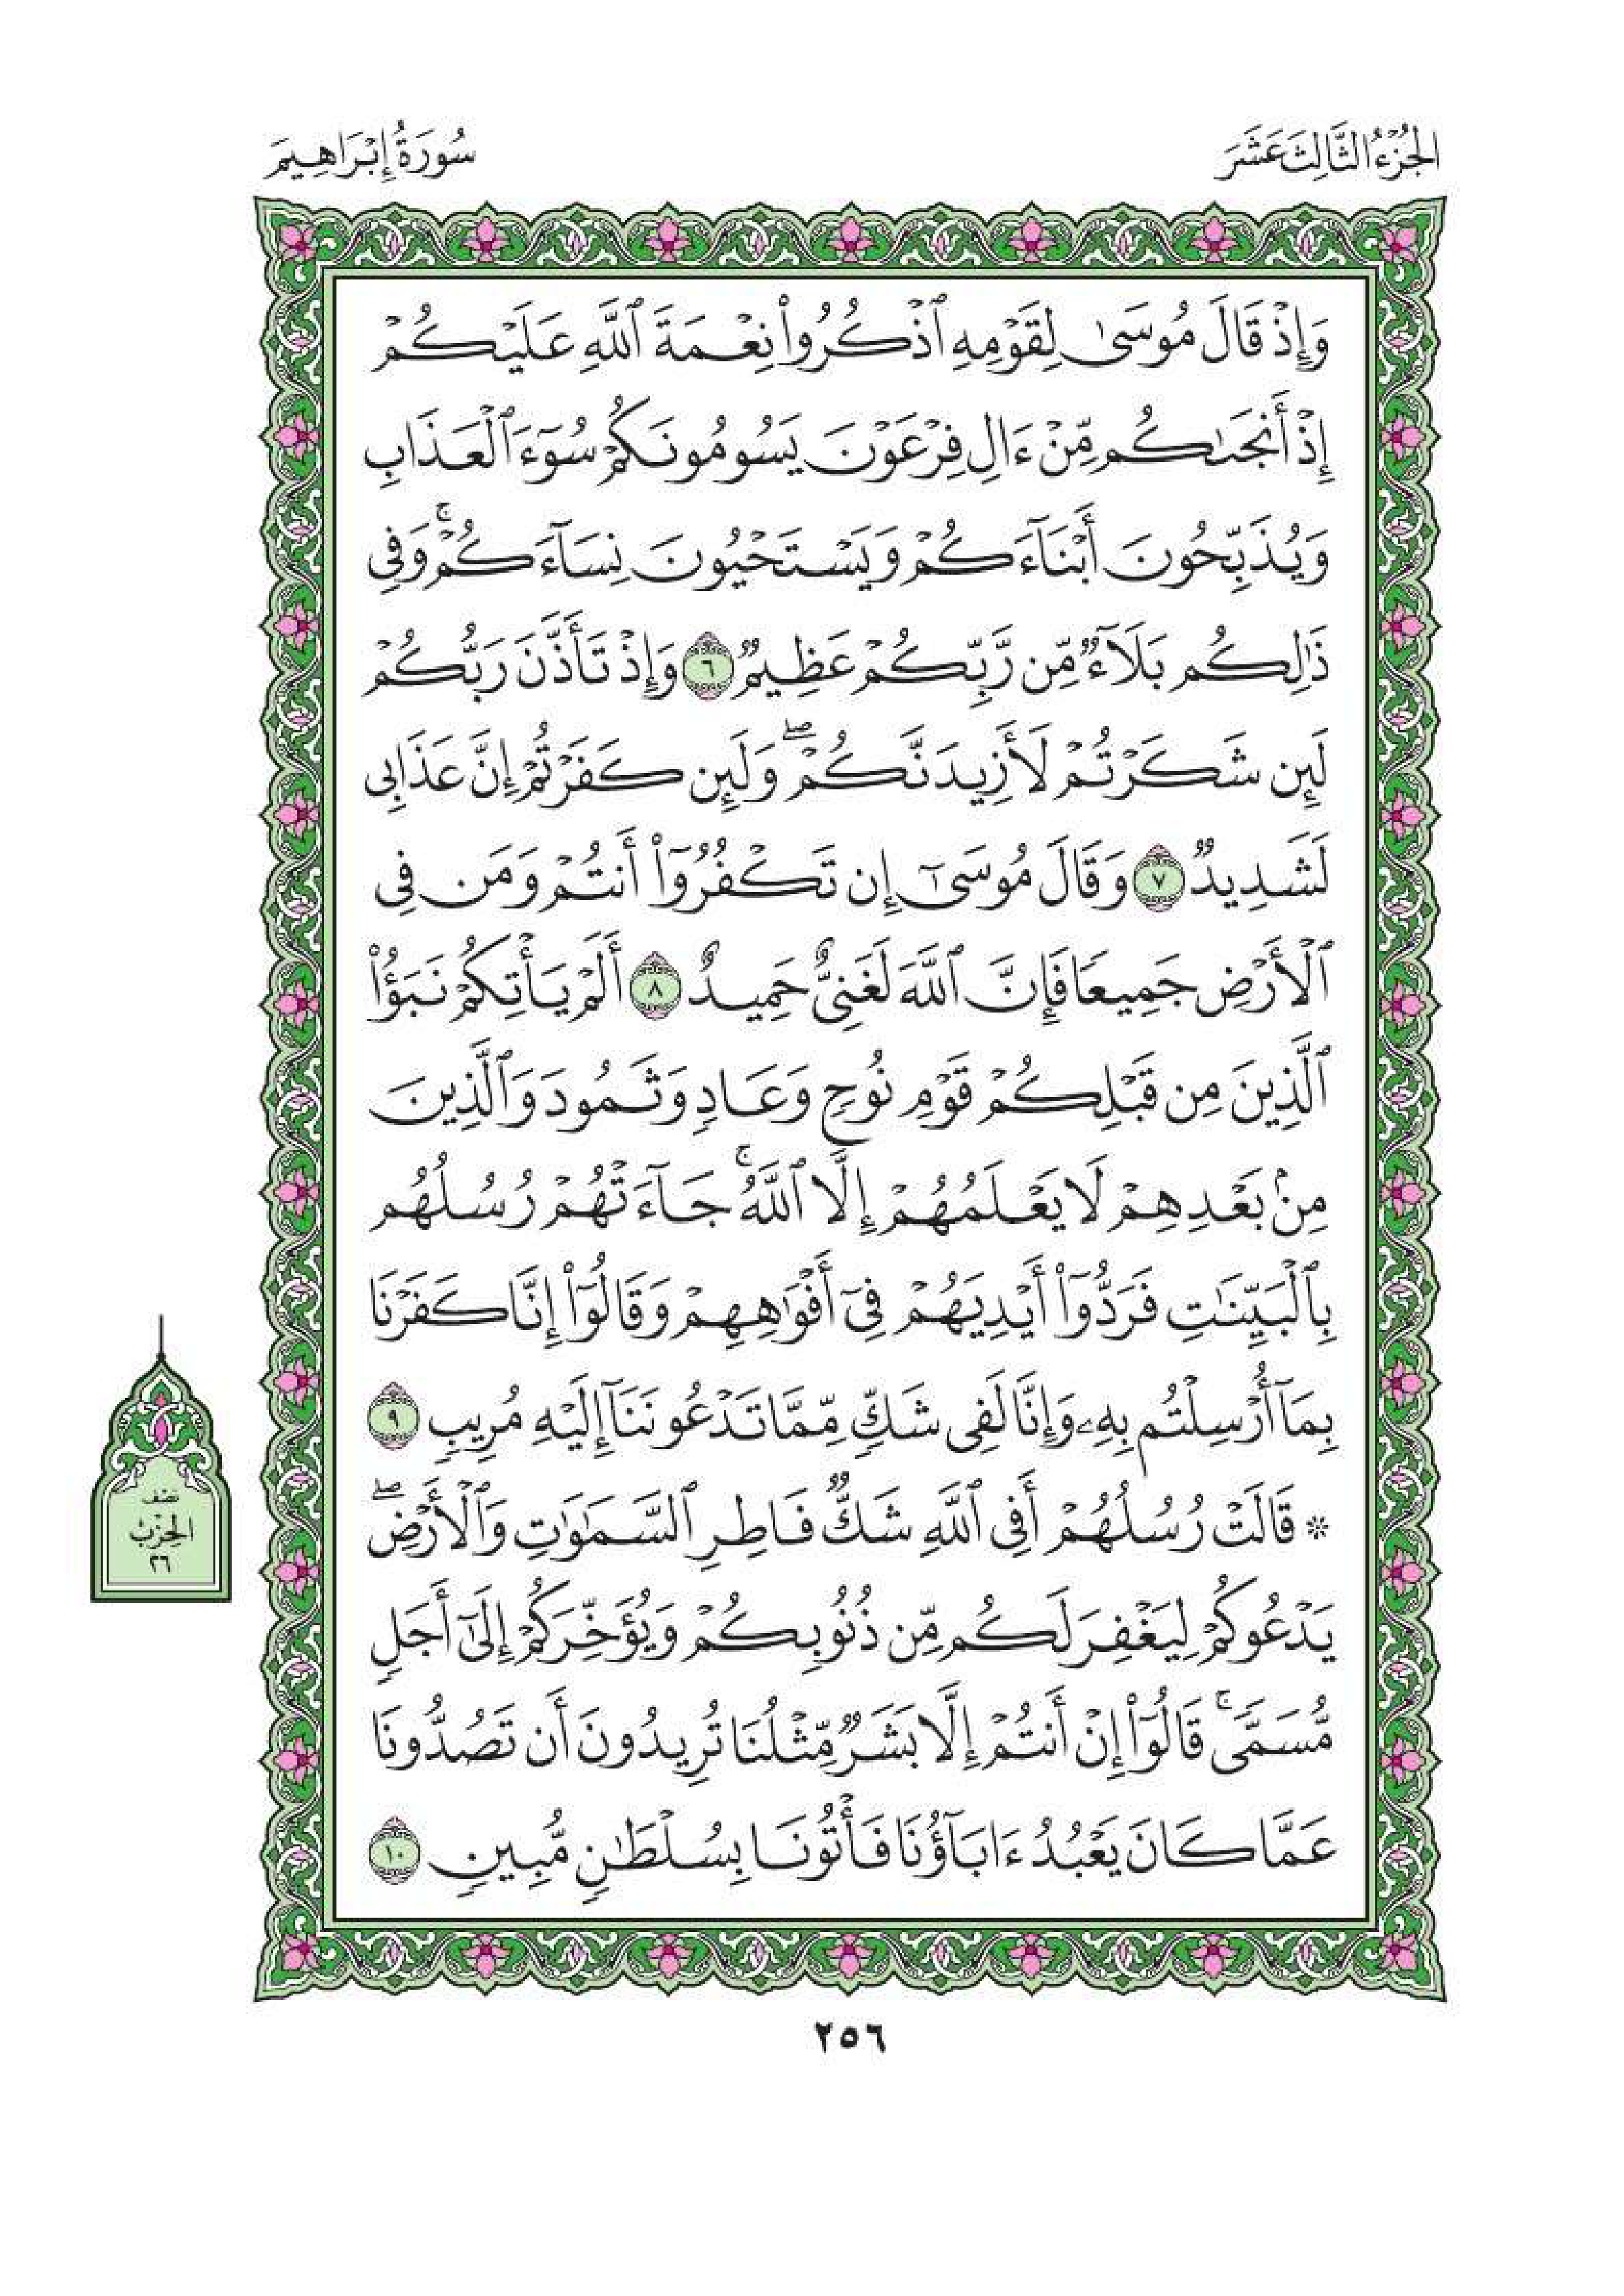 الجزء الثالث عشر
سورة إبراهيم
وَإِذْ قَالَ مُوسَىٰ لِقَوْمِهِ ٱذْكُرُوا۟ نِعْمَةَ ٱللَّهِ عَلَيْكُمْ
إِذْ أَنجَىٰكُم مِّنْ ءَالِ فِرْعَوْنَ يَسُومُونَكُمْ سُوٓءَ ٱلْعَذَابِ
وَيُذَبِّحُونَ أَبْنَآءَكُمْ وَيَسْتَحْيُونَ نِسَآءَكُمْ ۚ وَفِى
ذَٰلِكُم بَلَآءٌ مِّن رَّبِّكُمْ عَظِيمٌ ٦ وَإِذْ تَأَذَّنَ رَبُّكُمْ
لَئِن شَكَرْتُمْ لَأَزِيدَنَّكُمْ ۖ وَلَئِن كَفَرْتُمْ إِنَّ عَذَابِى
لَشَدِيدٌ ٧ وَقَالَ مُوسَىٰٓ إِن تَكْفُرُوٓا۟ أَنتُمْ وَمَن فِى
ٱلْأَرْضِ جَمِيعًا فَإِنَّ ٱللَّهَ لَغَنِىٌّ حَمِيدٌ ٨ أَلَمْ يَأْتِكُمْ نَبَؤُا۟
ٱلَّذِينَ مِن قَبْلِكُمْ قَوْمِ نُوحٍ وَعَادٍ وَثَمُودَ وَٱلَّذِينَ
مِنۢ بَعْدِهِمْ لَا يَعْلَمُهُمْ إِلَّا ٱللَّهُ ۚ جَآءَتْهُمْ رُسُلُهُم
بِٱلْبَيِّنَٰتِ فَرَدُّوٓا۟ أَيْدِيَهُمْ فِىٓ أَفْوَٰهِهِمْ وَقَالُوٓا۟ إِنَّا كَفَرْنَا
بِمَآ أُرْسِلْتُم بِهِۦ وَإِنَّا لَفِى شَكٍّ مِّمَّا تَدْعُونَنَآ إِلَيْهِ مُرِيبٍ ٩
۞ قَالَتْ رُسُلُهُمْ أَفِى ٱللَّهِ شَكٌّ فَاطِرِ ٱلسَّمَٰوَٰتِ وَٱلْأَرْضِ ۖ
يَدْعُوكُمْ لِيَغْفِرَ لَكُم مِّن ذُنُوبِكُمْ وَيُؤَخِّرَكُمْ إِلَىٰٓ أَجَلٍ
مُّسَمًّى ۚ قَالُوٓا۟ إِنْ أَنتُمْ إِلَّا بَشَرٌ مِّثْلُنَا تُرِيدُونَ أَن تَصُدُّونَا
عَمَّا كَانَ يَعْبُدُ ءَابَآؤُنَا فَأْتُونَا بِسُلْطَٰنٍ مُّبِينٍ ١٠
نصف
الحزب
٢٦
٢٥٦